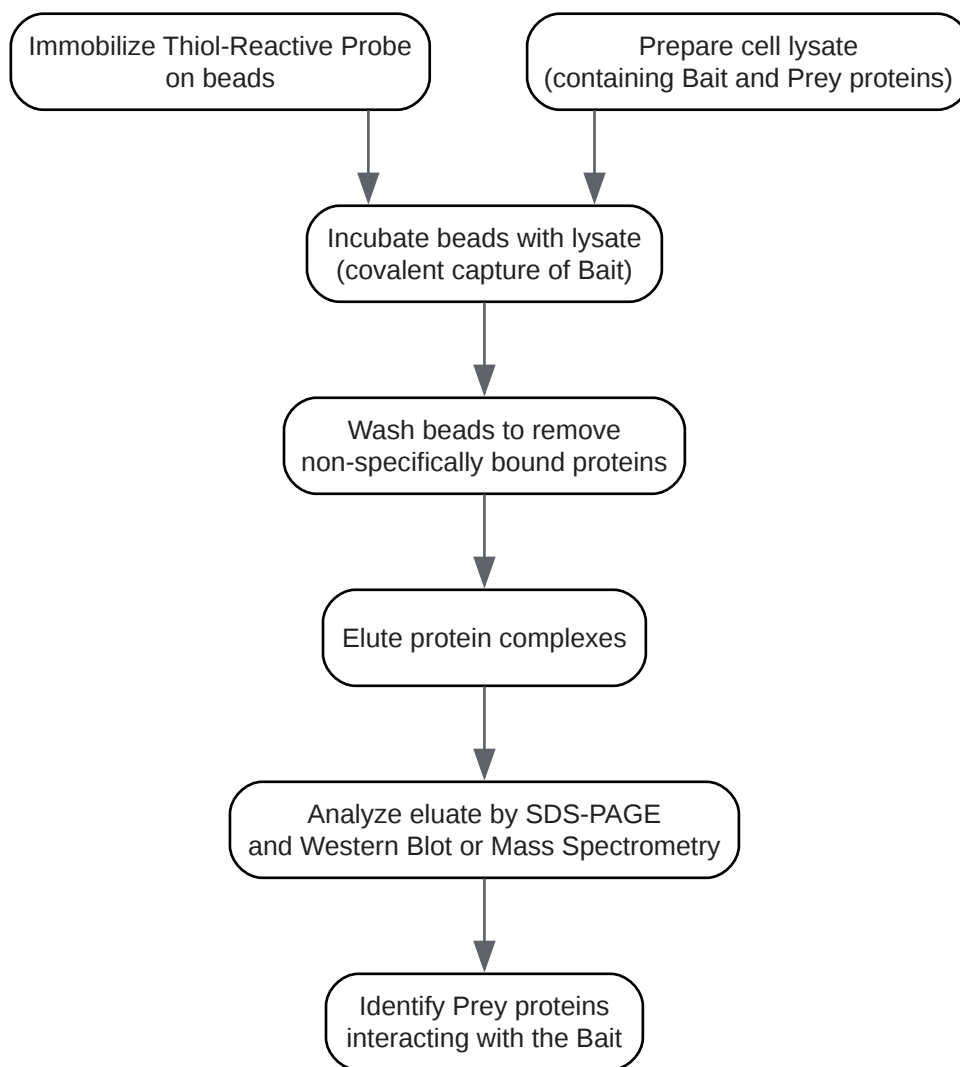 Immobilize Thiol-Reactive Probe
on beads
Prepare cell lysate
(containing Bait and Prey proteins)
Incubate beads with lysate
(covalent capture of Bait)
Wash beads to remove
non-specifically bound proteins
Elute protein complexes
Analyze eluate by SDS-PAGE
and Western Blot or Mass Spectrometry
Identify Prey proteins
interacting with the Bait